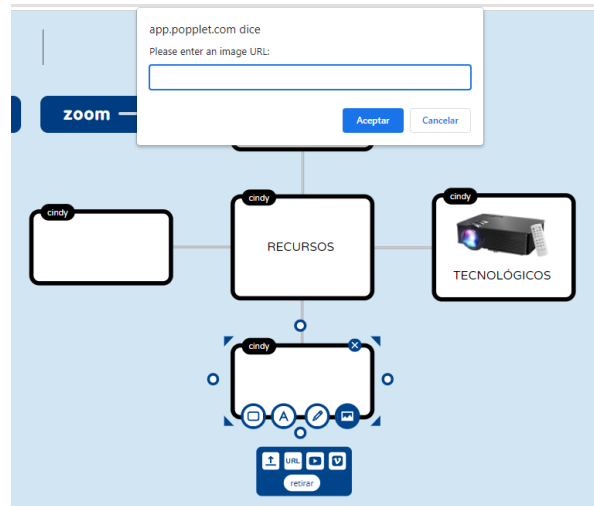 app.popplet.com dice
Please enter an image URL:
Aceptar
Cancelar
zoom
cindy
cindy
RECURSOS
cindy
TECNOLÓGICOS
cindy
A
URL
retirar